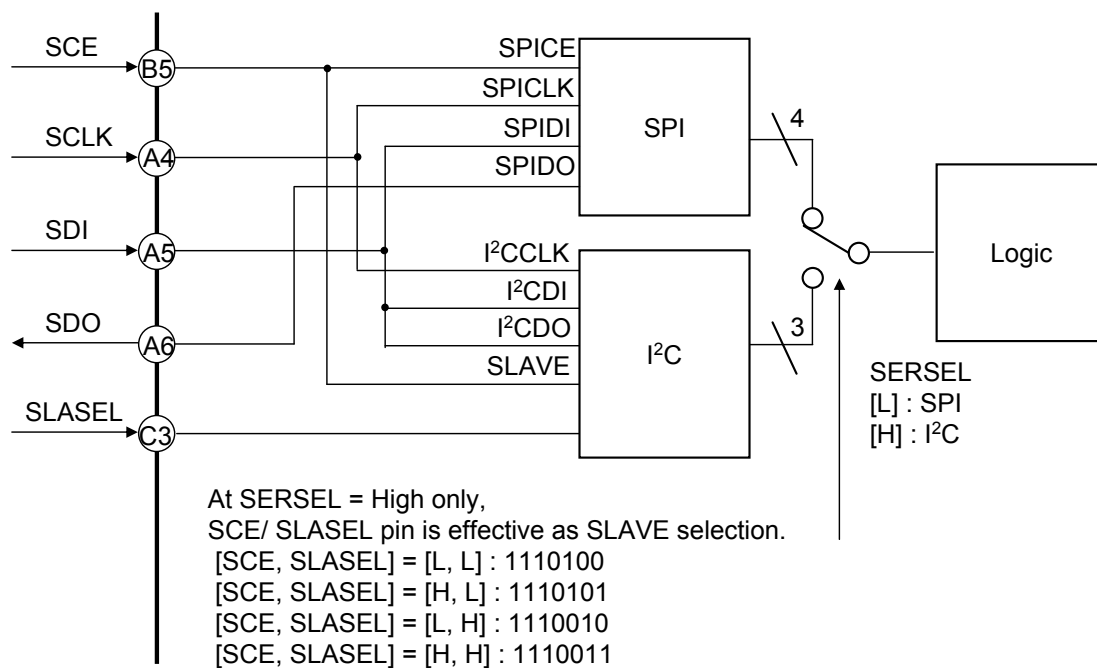 SCE
B5
SCLK
A4
SDI
A5
SDO
A6
SLASEL
C3
SPICE
SPICLK
SPIDI
SPIDO
SPI
4
I²CCLK
I²CDI
I²CDO
SLAVE
I²C
3
Logic
SERSEL
[L] : SPI
[H] : I²C
At SERSEL = High only,
SCE/ SLASEL pin is effective as SLAVE selection.
[SCE, SLASEL] = [L, L] : 1110100
[SCE, SLASEL] = [H, L] : 1110101
[SCE, SLASEL] = [L, H] : 1110010
[SCE, SLASEL] = [H, H] : 1110011